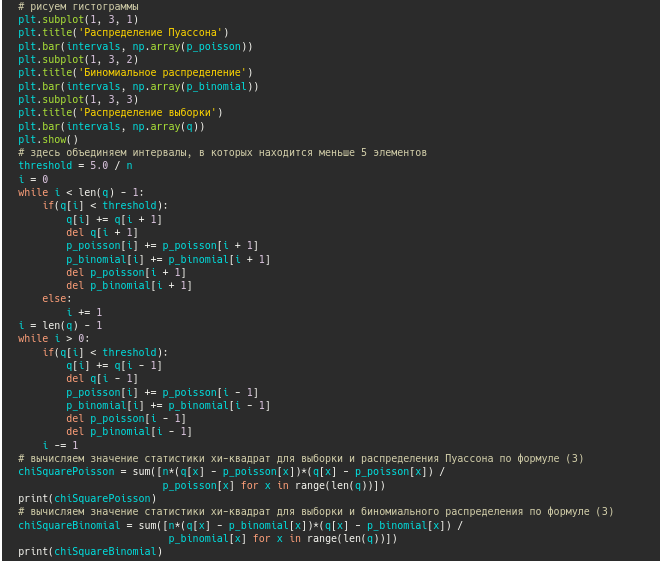 # рисуем гистограммы
plt.subplot(1, 3, 1)
plt.title('Распределение Пуассона')
plt.bar(intervals, np.array(p_poisson))
plt.subplot(1, 3, 2)
plt.title('Биномиальное распределение')
plt.bar(intervals, np.array(p_binomial))
plt.subplot(1, 3, 3)
plt.title('Распределение выборки')
plt.bar(intervals, np.array(q))
plt.show()
# здесь объединяем интервалы, в которых находится меньше 5 элементов
threshold = 5.0 / n
i = 0
while i < len(q) - 1:
    if(q[i] < threshold):
        q[i] += q[i + 1]
        del q[i + 1]
        p_poisson[i] += p_poisson[i + 1]
        p_binomial[i] += p_binomial[i + 1]
        del p_poisson[i + 1]
        del p_binomial[i + 1]
    else:
        i += 1
i = len(q) - 1
while i > 0:
    if(q[i] < threshold):
        q[i] += q[i - 1]
        del q[i - 1]
        p_poisson[i] += p_poisson[i - 1]
        p_binomial[i] += p_binomial[i - 1]
        del p_poisson[i - 1]
        del p_binomial[i - 1]
    i -= 1
# вычисляем значение статистики хи-квадрат для выборки и распределения Пуассона по формуле (3)
chiSquarePoisson = sum([n*(q[x] - p_poisson[x])*(q[x] - p_poisson[x]) /
                        p_poisson[x] for x in range(len(q))])
print(chiSquarePoisson)
# вычисляем значение статистики хи-квадрат для выборки и биномиального распределения по формуле (3)
chiSquareBinomial = sum([n*(q[x] - p_binomial[x])*(q[x] - p_binomial[x]) /
                         p_binomial[x] for x in range(len(q))])
print(chiSquareBinomial)